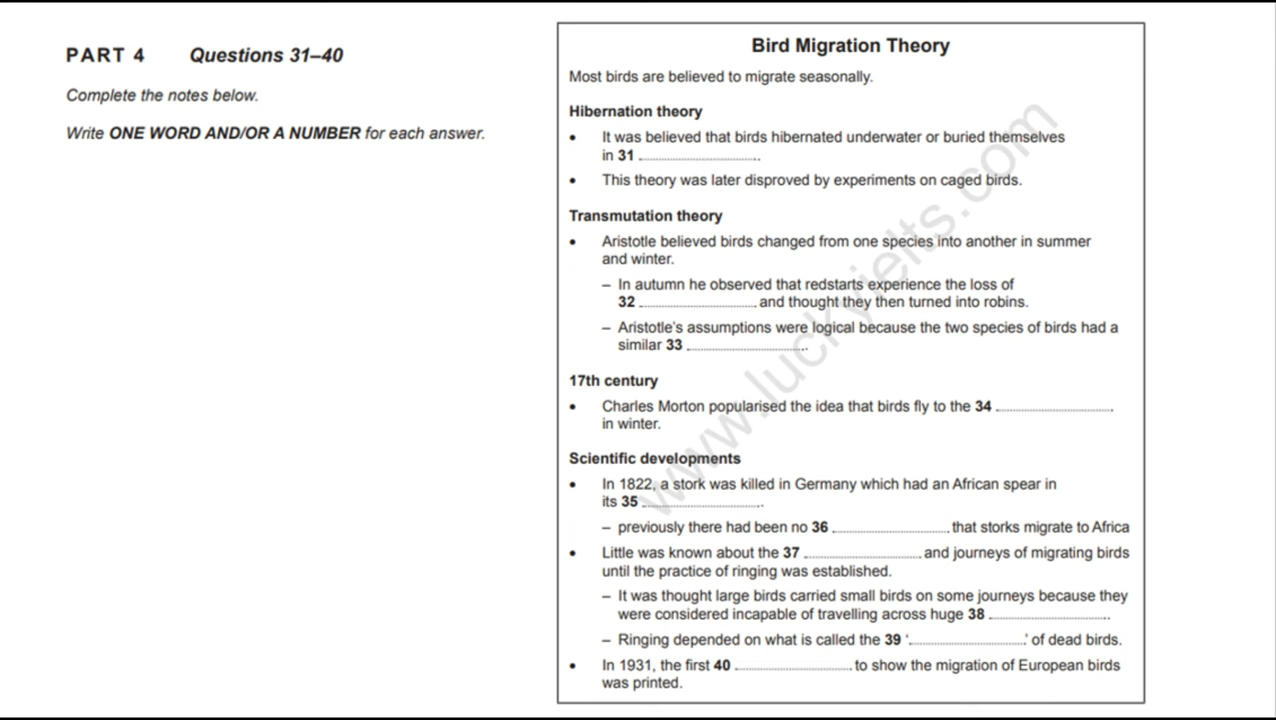 PART 4 Questions 31–40
Complete the notes below.
Write ONE WORD AND/OR A NUMBER for each answer.
Bird Migration Theory
Most birds are believed to migrate seasonally.
Hibernation theory
• It was believed that birds hibernated underwater or buried themselves
in 31 ..............................
• This theory was later disproved by experiments on caged birds.
Transmutation theory
• Aristotle believed birds changed from one species into another in summer
and winter.
– In autumn he observed that redstarts experience the loss of
32 .............................. and thought they then turned into robins.
– Aristotle's assumptions were logical because the two species of birds had a
similar 33 ..............................
17th century
• Charles Morton popularised the idea that birds fly to the 34 ..............................
in winter.
Scientific developments
• In 1822, a stork was killed in Germany which had an African spear in
its 35 ..............................
– previously there had been no 36 .............................. that storks migrate to Africa
• Little was known about the 37 .............................. and journeys of migrating birds
until the practice of ringing was established.
– It was thought large birds carried small birds on some journeys because they
were considered incapable of travelling across huge 38 ..............................
– Ringing depended on what is called the 39 '..............................' of dead birds.
• In 1931, the first 40 .............................. to show the migration of European birds
was printed.
www.luckyielts.com